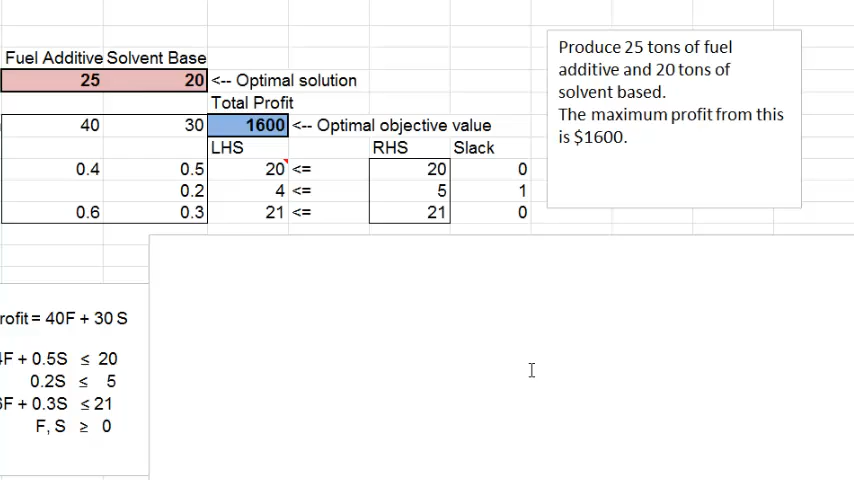 Fuel Additive Solvent Base
25 20 <-- Optimal solution
Total Profit
40 30 1600 <-- Optimal objective value
LHS RHS Slack
0.4 0.5 20 <= 20 0
0.2 4 <= 5 1
0.6 0.3 21 <= 21 0
Produce 25 tons of fuel
additive and 20 tons of
solvent based.
The maximum profit from this
is $1600.
rofit = 40F + 30 S
F + 0.5S ≤ 20
0.2S ≤ 5
F + 0.3S ≤ 21
F, S ≥ 0